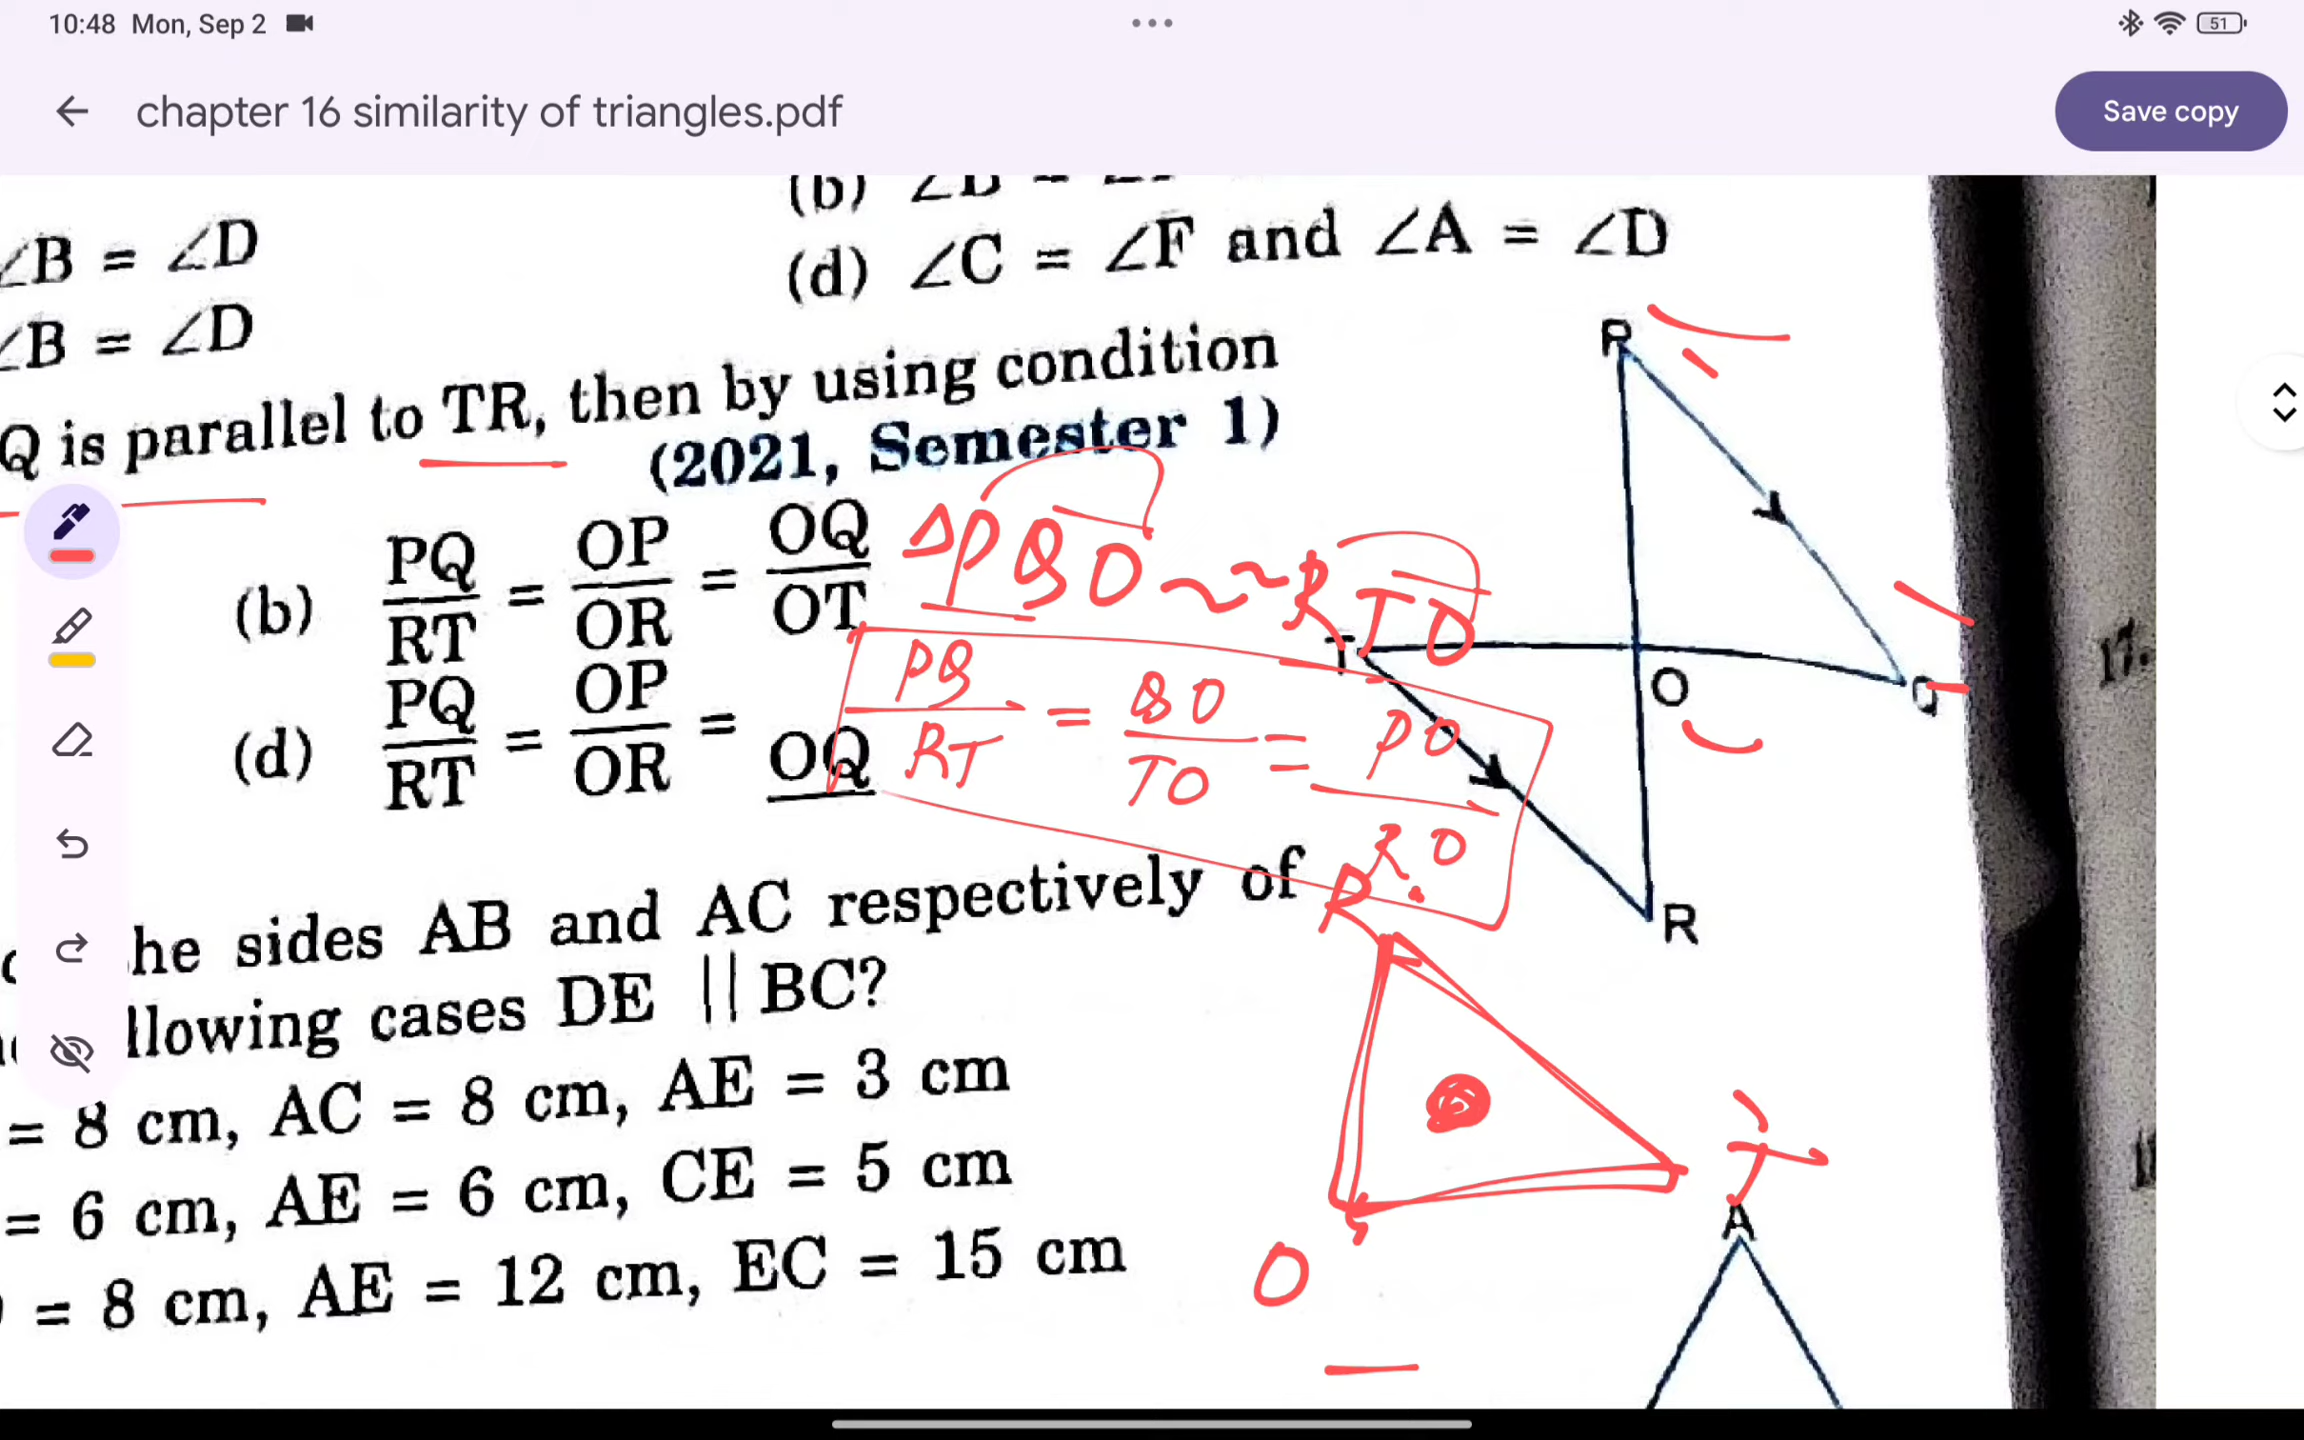 10:48 Mon, Sep 2
51
chapter 16 similarity of triangles.pdf
Save copy
∠B = ∠D
(d) ∠C = ∠F and ∠A = ∠D
∠B = ∠D
Q is parallel to TR, then by using condition
(2021, Semester 1)
(b) PQ/RT = OP/OR = OQ/OT
ΔPQO ~ ~ RTO
PQ/RT = QO/TO = PO/RO
(d) PQ/RT = OP/OR = OQ
P
T
O
Q
R
17.
he sides AB and AC respectively of
llowing cases DE || BC?
= 8 cm, AC = 8 cm, AE = 3 cm
= 6 cm, AE = 6 cm, CE = 5 cm
= 8 cm, AE = 12 cm, EC = 15 cm
R
T
O
A